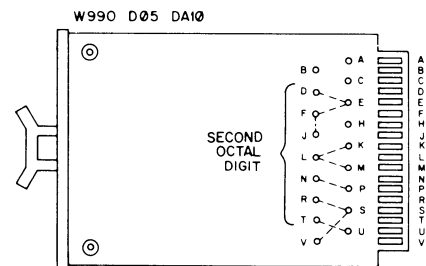 W990 D05 DA10
A A
B B
C C
D D
E E
F F
H H
J J
SECOND
OCTAL
DIGIT
K K
L L
M M
N N
P P
R R
S S
T T
U U
V V